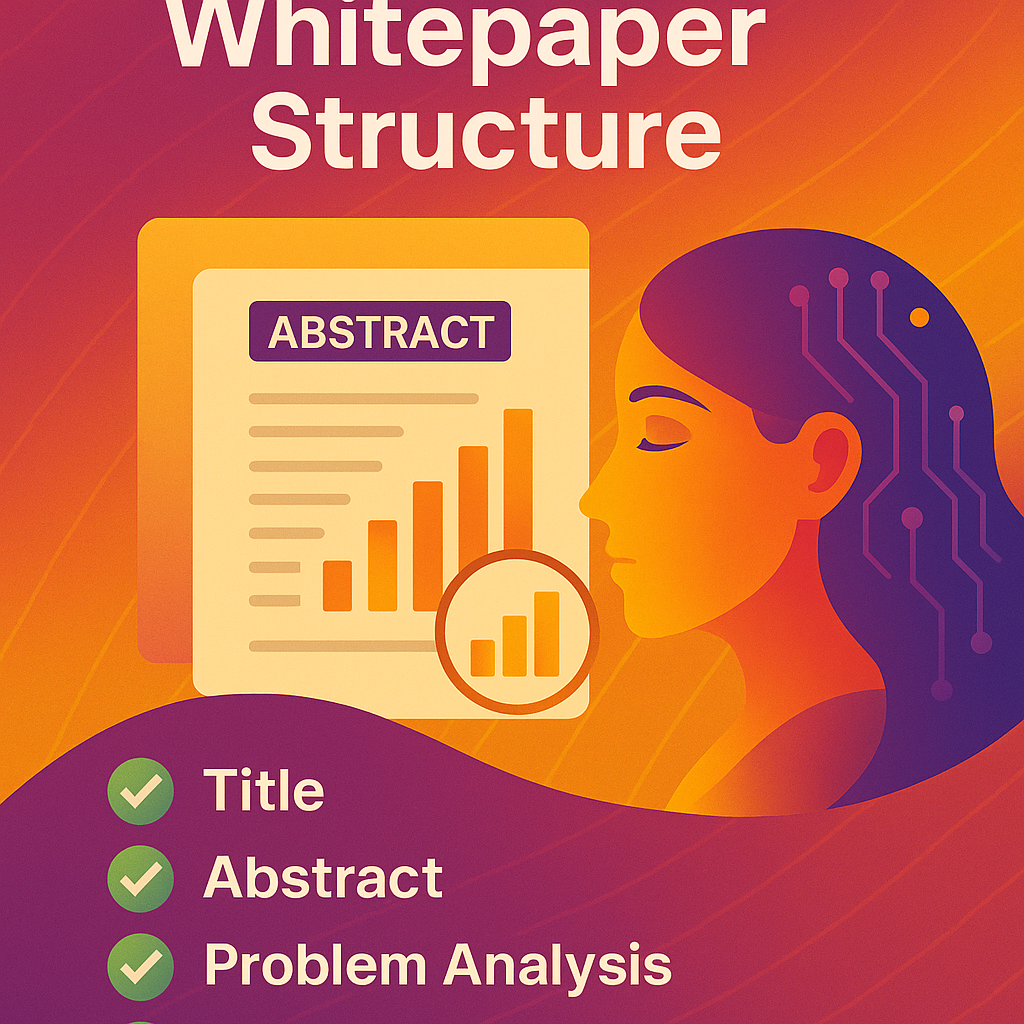 Whitepaper
Structure
ABSTRACT
Title
Abstract
Problem Analysis